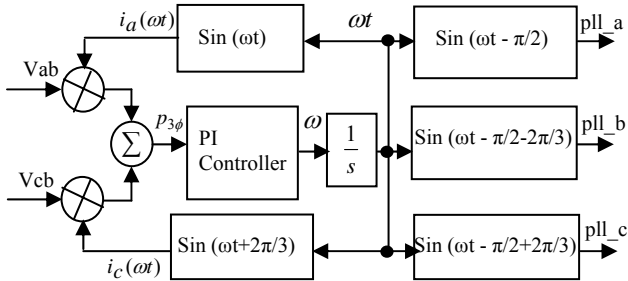 i_a(ωt)
Sin (ωt)
ωt
Sin (ωt - π/2)
pll_a
Vab
∑
p_3ϕ
PI
Controller
ω
1
s
Sin (ωt - π/2-2π/3)
pll_b
Vcb
i_c(ωt)
Sin (ωt+2π/3)
Sin (ωt - π/2+2π/3)
pll_c